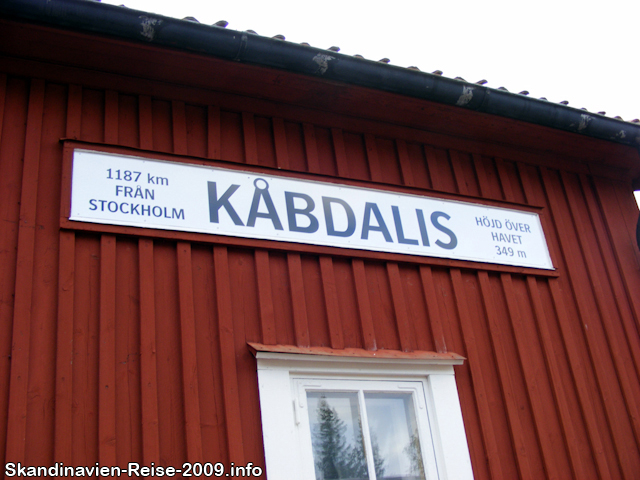 1187 km
FRÅN
STOCKHOLM
KÅBDALIS
HÖJD ÖVER
HAVET
349 m
Skandinavien-Reise-2009.info